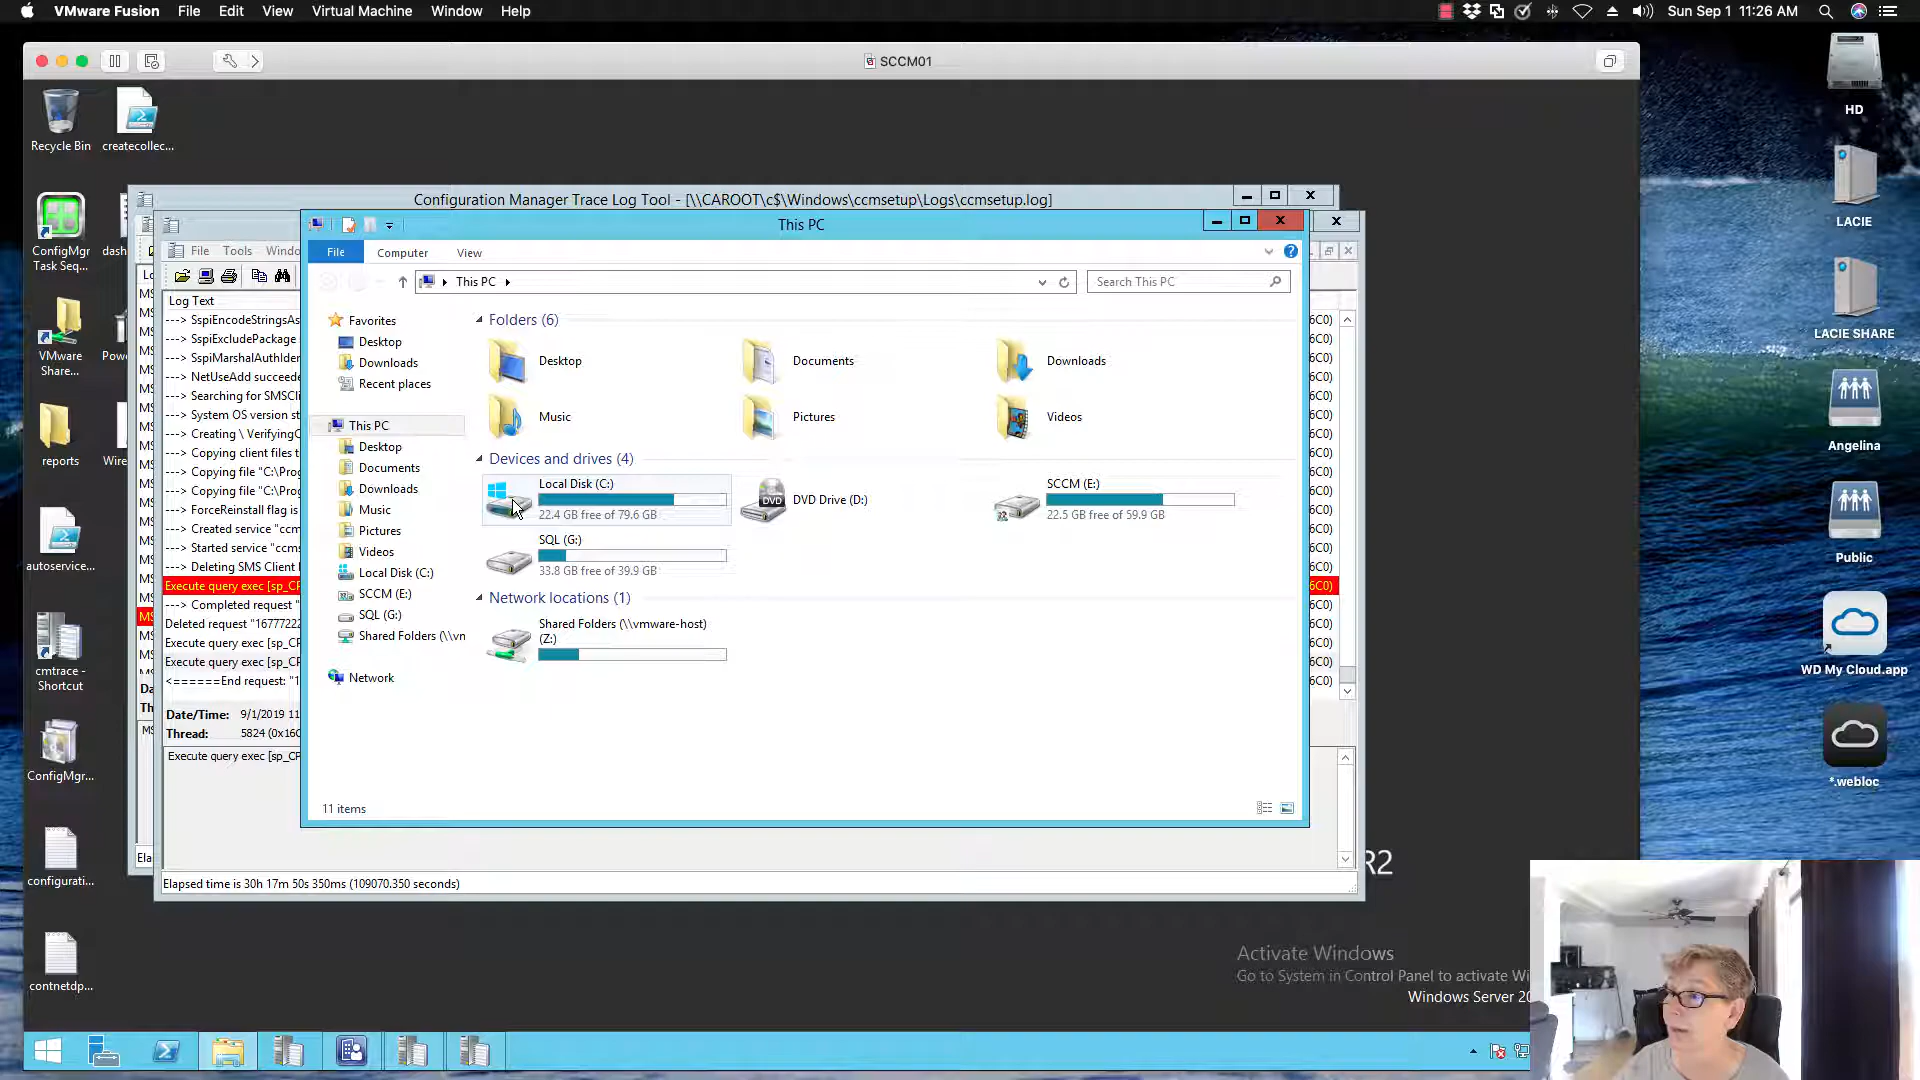 VMware Fusion File Edit View Virtual Machine Window Help
Sun Sep 1 11:26 AM
SCCM01
Recycle Bin
createcollec...
ConfigMgr
Task Seq...
dash
VMware
Share...
Pow
reports
Wire
autoservice...
cmtrace -
Shortcut
ConfigMgr...
configurati...
contnetdp...
HD
LACIE
LACIE SHARE
Angelina
Public
WD My Cloud.app
*.webloc
Configuration Manager Trace Log Tool - [\\CAROOT\c$\Windows\ccmsetup\Logs\ccmsetup.log]
File Tools Windo
Log Text
---> SspiEncodeStringsAs
---> SspiExcludePackage
---> SspiMarshalAuthIden
---> NetUseAdd succeede
---> Searching for SMSCli
---> System OS version st
---> Creating \ VerifyingC
---> Copying client files t
---> Copying file "C:\Prog
---> Copying file "C:\Prog
---> ForceReinstall flag is
---> Created service "ccm
---> Started service "ccms
---> Deleting SMS Client I
Execute query exec [sp_CP
---> Completed request "
Deleted request "1677722
Execute query exec [sp_CP
Execute query exec [sp_CP
<======End request: "1
Date/Time: 9/1/2019 11
Thread: 5824 (0x16C
Execute query exec [sp_CP
Elapsed time is 30h 17m 50s 350ms (109070.350 seconds)
This PC
File Computer View
This PC
Search This PC
Favorites
Desktop
Downloads
Recent places
This PC
Desktop
Documents
Downloads
Music
Pictures
Videos
Local Disk (C:)
SCCM (E:)
SQL (G:)
Shared Folders (\\vn
Network
Folders (6)
Desktop
Documents
Downloads
Music
Pictures
Videos
Devices and drives (4)
Local Disk (C:)
22.4 GB free of 79.6 GB
DVD Drive (D:)
SCCM (E:)
22.5 GB free of 59.9 GB
SQL (G:)
33.8 GB free of 39.9 GB
Network locations (1)
Shared Folders (\\vmware-host)
(Z:)
11 items
R2
Activate Windows
Go to System in Control Panel to activate Wi
Windows Server 20